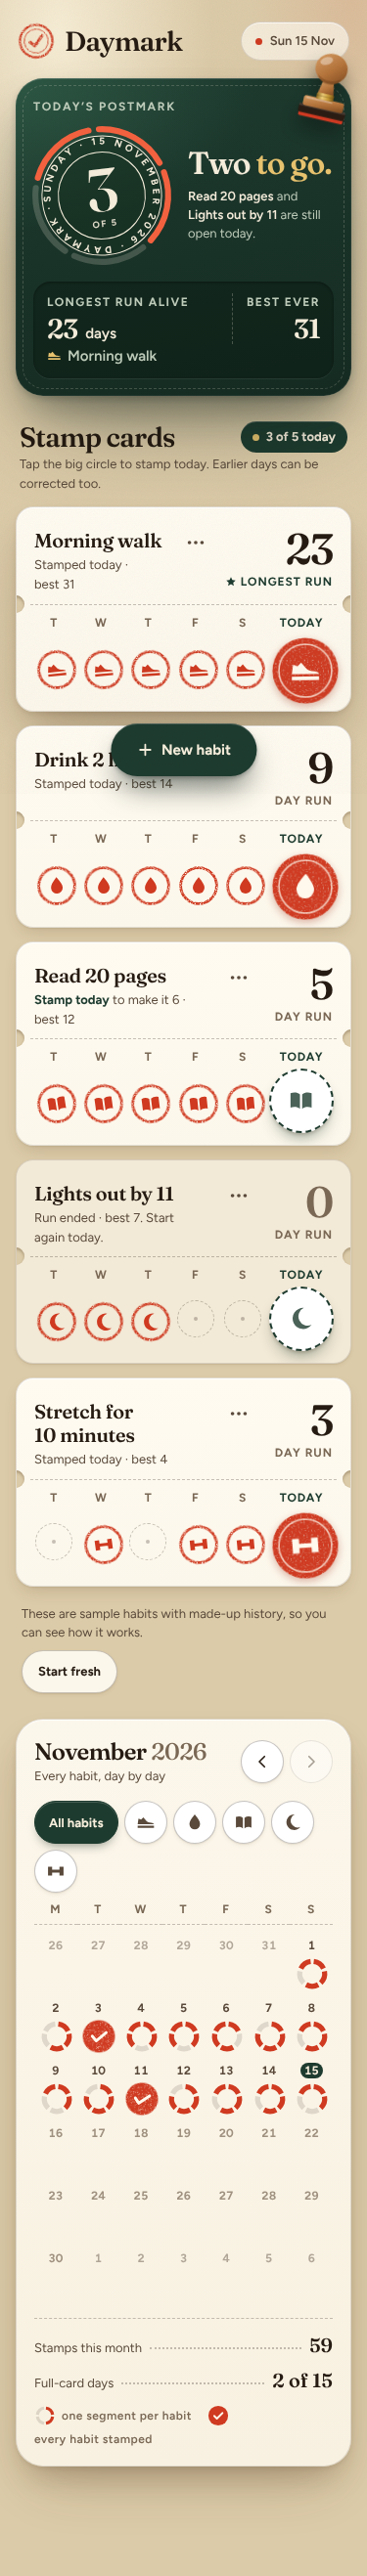 Daymark
Sun 15 Nov
TODAY'S POSTMARK
SUNDAY · 15 NOVEMBER 2026 · DAYMARK ·
3
OF 5
Two to go.
Read 20 pages and
Lights out by 11 are still
open today.
LONGEST RUN ALIVE
23 days
Morning walk
BEST EVER
31
Stamp cards
3 of 5 today
Tap the big circle to stamp today. Earlier days can be
corrected too.
Morning walk
Stamped today ·
best 31
23
LONGEST RUN
T W T F S TODAY
New habit
Drink 2
Stamped today · best 14
9
DAY RUN
T W T F S TODAY
Read 20 pages
Stamp today to make it 6 ·
best 12
5
DAY RUN
T W T F S TODAY
Lights out by 11
Run ended · best 7. Start
again today.
0
DAY RUN
T W T F S TODAY
Stretch for
10 minutes
Stamped today · best 4
3
DAY RUN
T W T F S TODAY
These are sample habits with made-up history, so you
can see how it works.
Start fresh
November 2026
Every habit, day by day
All habits
M T W T F S S
26 27 28 29 30 31 1
2 3 4 5 6 7 8
9 10 11 12 13 14 15
16 17 18 19 20 21 22
23 24 25 26 27 28 29
30 1 2 3 4 5 6
Stamps this month 59
Full-card days 2 of 15
one segment per habit
every habit stamped